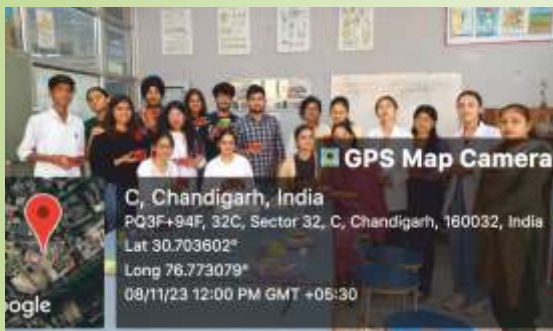 GPS Map Camera
C, Chandigarh, India
PQ3F+94F, 32C, Sector 32, C, Chandigarh, 160032, India
Lat 30.703602°
Long 76.773079°
08/11/23 12:00 PM GMT +05:30
oogle